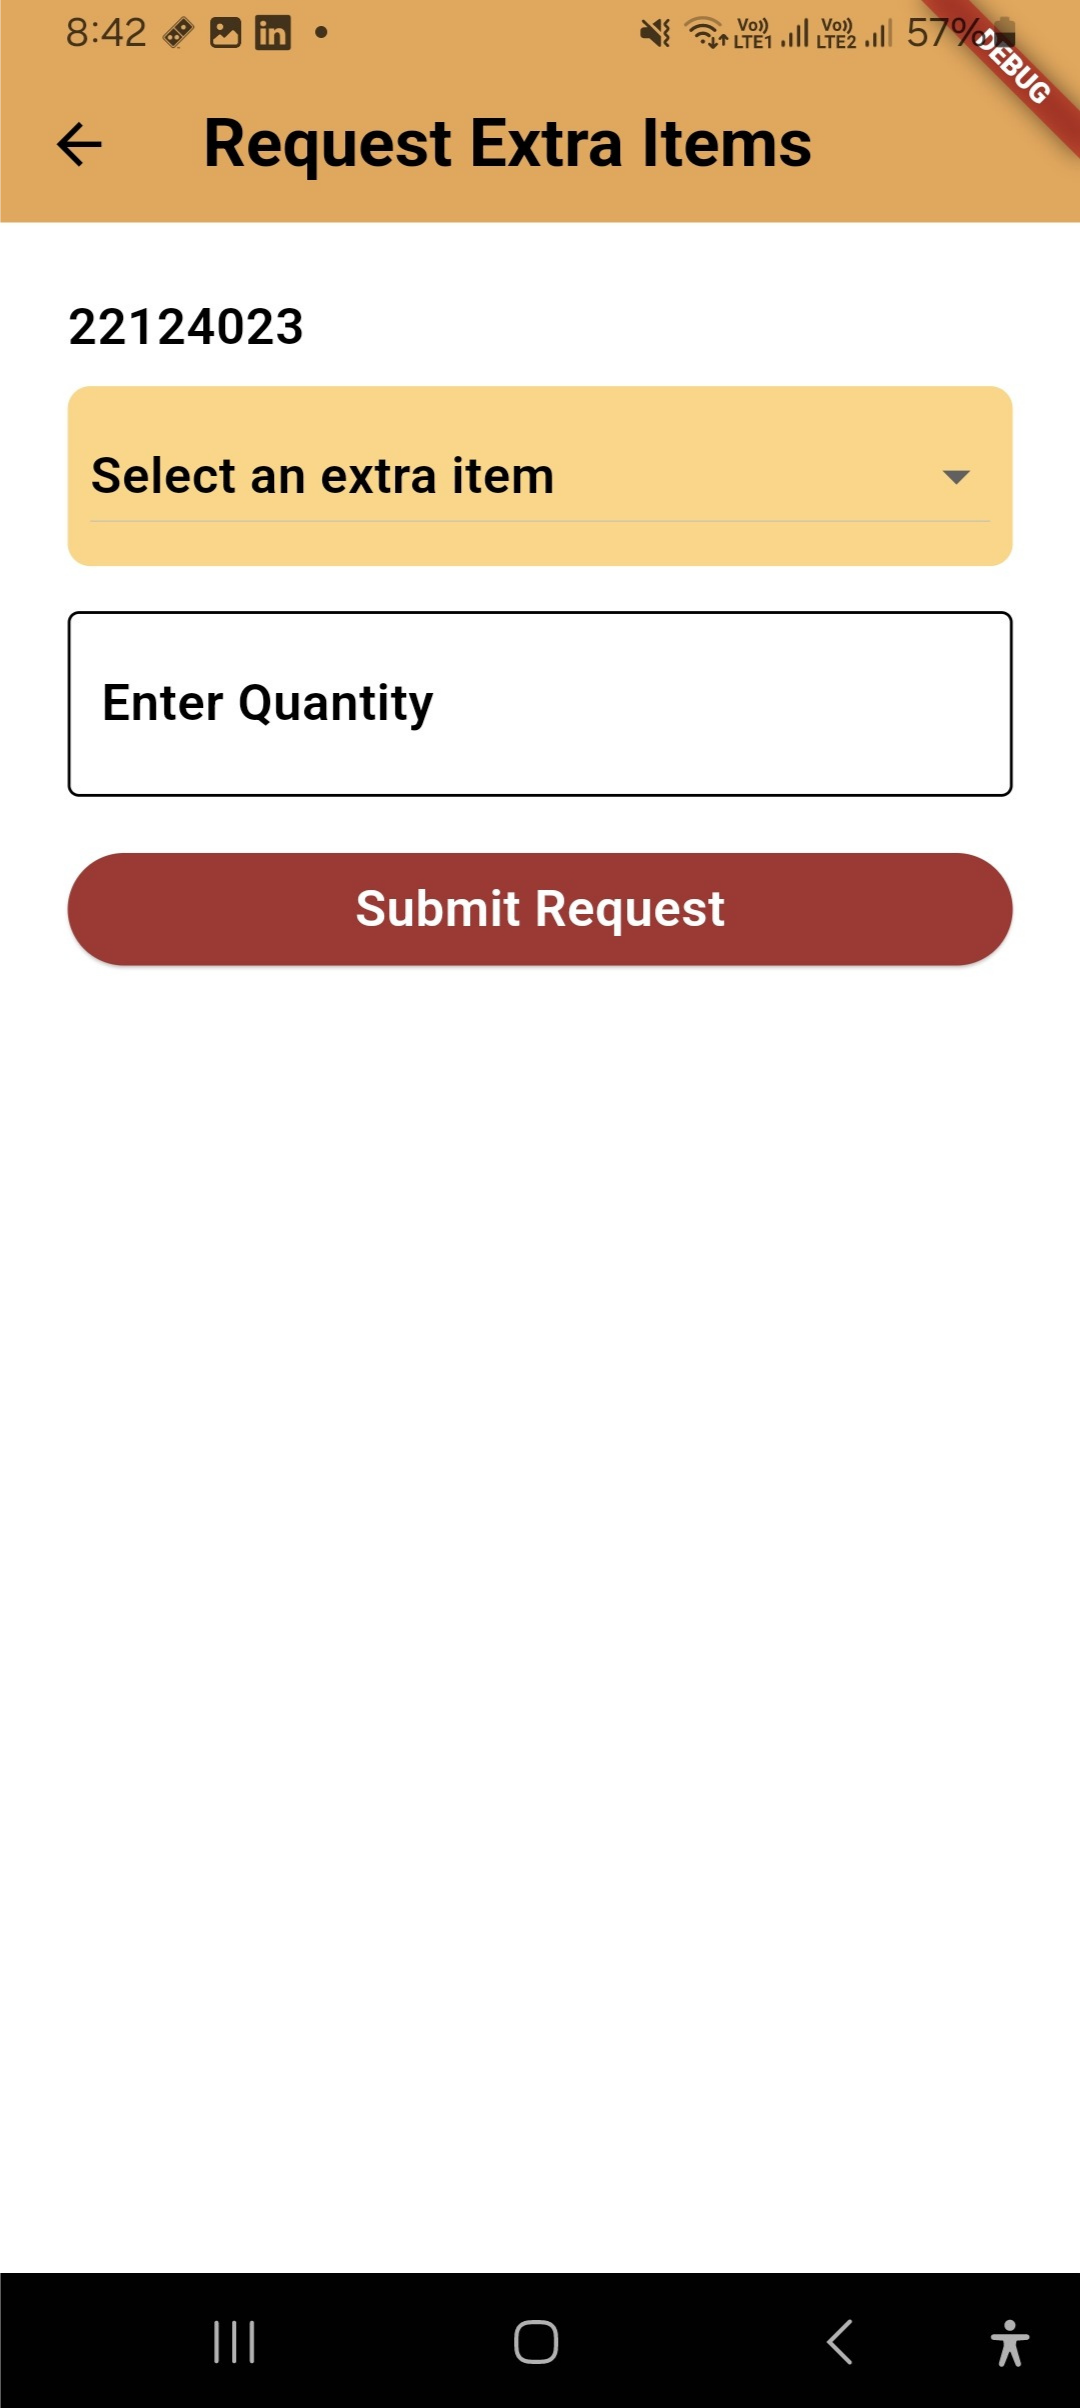 8:42 in Vo)) LTE1 Vo)) LTE2 57%
DEBUG
Request Extra Items
22124023
Select an extra item
Enter Quantity
Submit Request